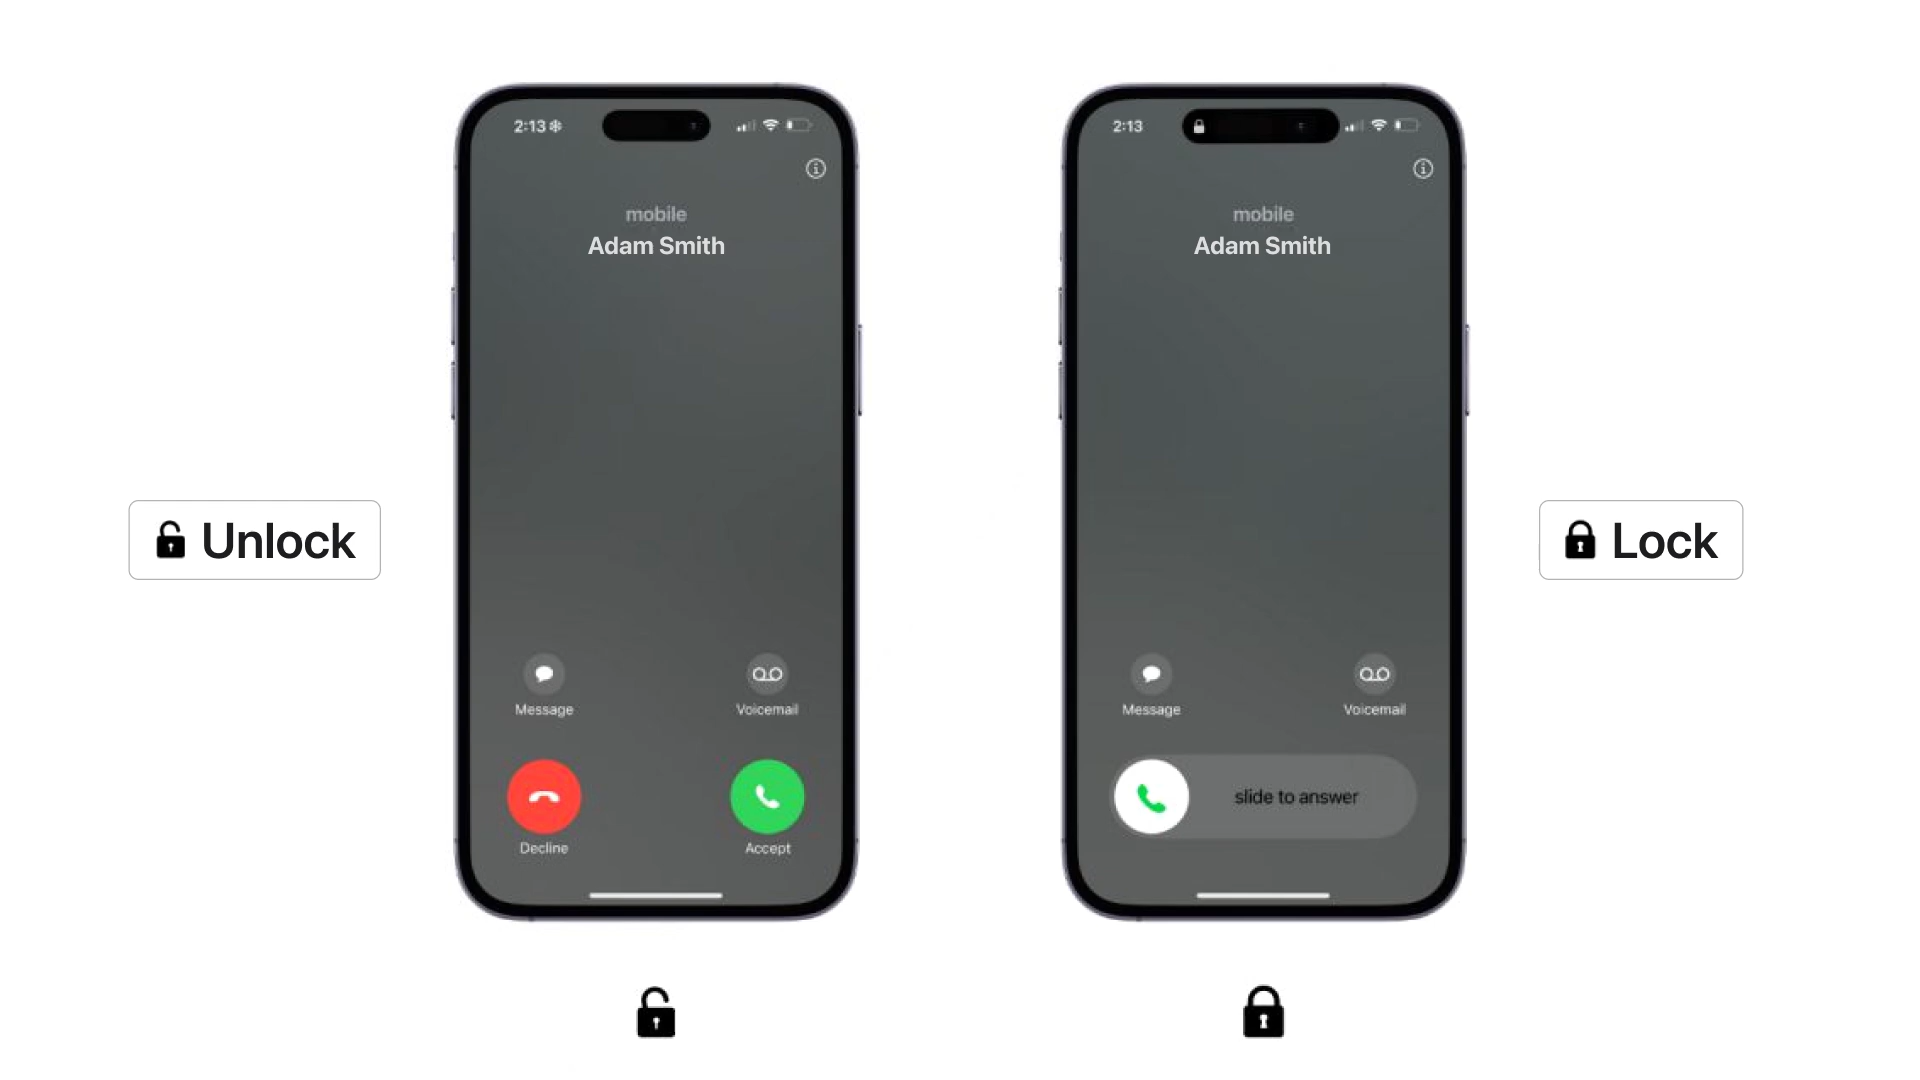 Unlock
2:13
mobile
Adam Smith
Message
Voicemail
Decline
Accept
2:13
mobile
Adam Smith
Message
Voicemail
slide to answer
Lock